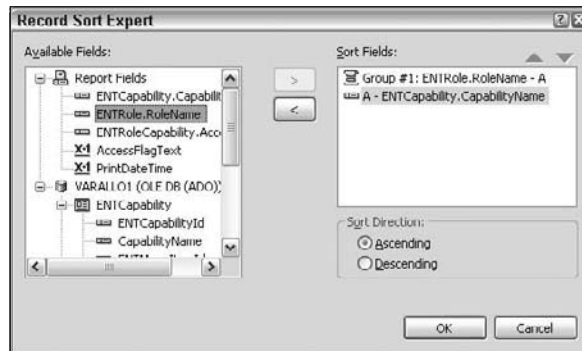 Record Sort Expert
Available Fields:
Sort Fields:
Report Fields
ENTCapability.Capabilit
ENTRole.RoleName
ENTRoleCapability.Acc
AccessFlagText
PrintDateTime
VARALLO1 (OLE DB (ADO))
ENTCapability
ENTCapabilityId
CapabilityName
>
<
Group #1: ENTRole.RoleName - A
A - ENTCapability.CapabilityName
Sort Direction:
Ascending
Descending
OK
Cancel